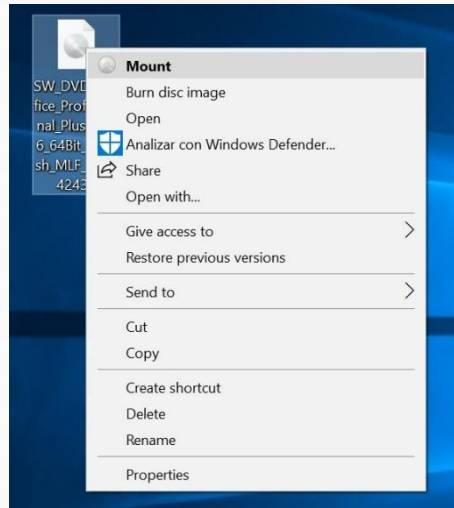 SW_DVD
fice_Prof
nal_Plus
6_64Bit_
sh_MLF_
4243
Mount
Burn disc image
Open
Analizar con Windows Defender...
Share
Open with...
Give access to
Restore previous versions
Send to
Cut
Copy
Create shortcut
Delete
Rename
Properties